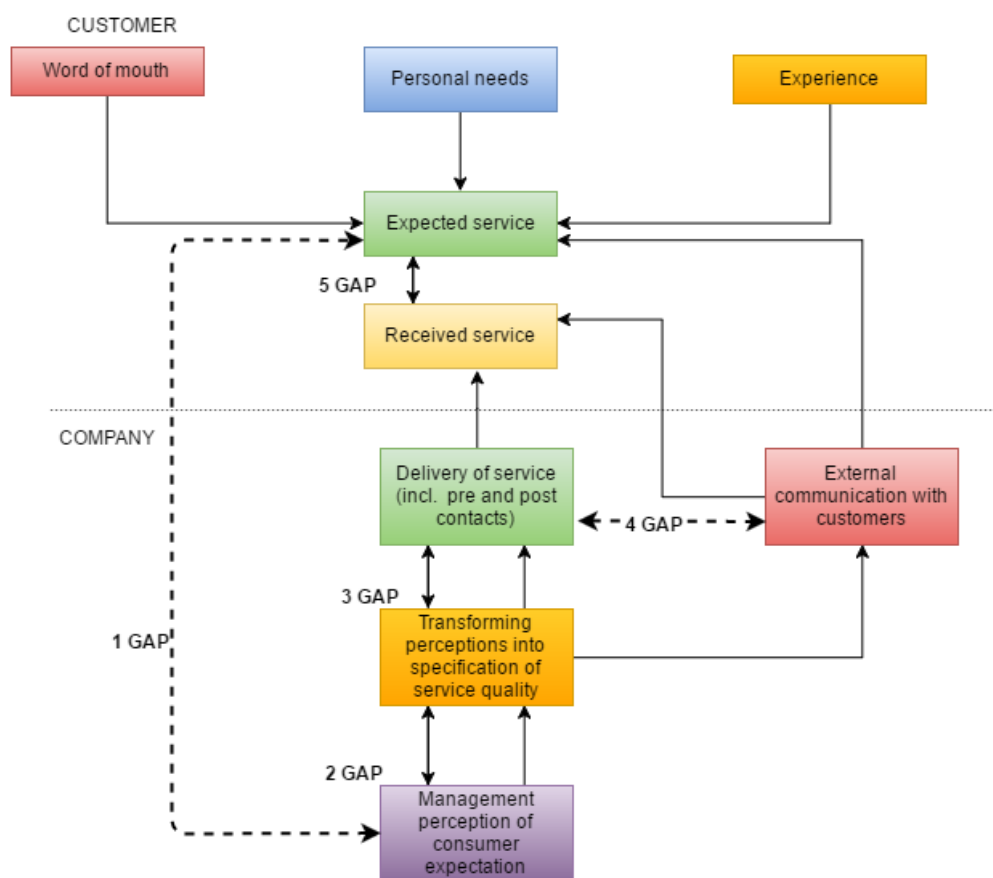 CUSTOMER
Word of mouth
Personal needs
Experience
Expected service
5 GAP
Received service
COMPANY
Delivery of service
(incl. pre and post
contacts)
External
communication with
customers
4 GAP
3 GAP
Transforming
perceptions into
specification of
service quality
1 GAP
2 GAP
Management
perception of
consumer
expectation